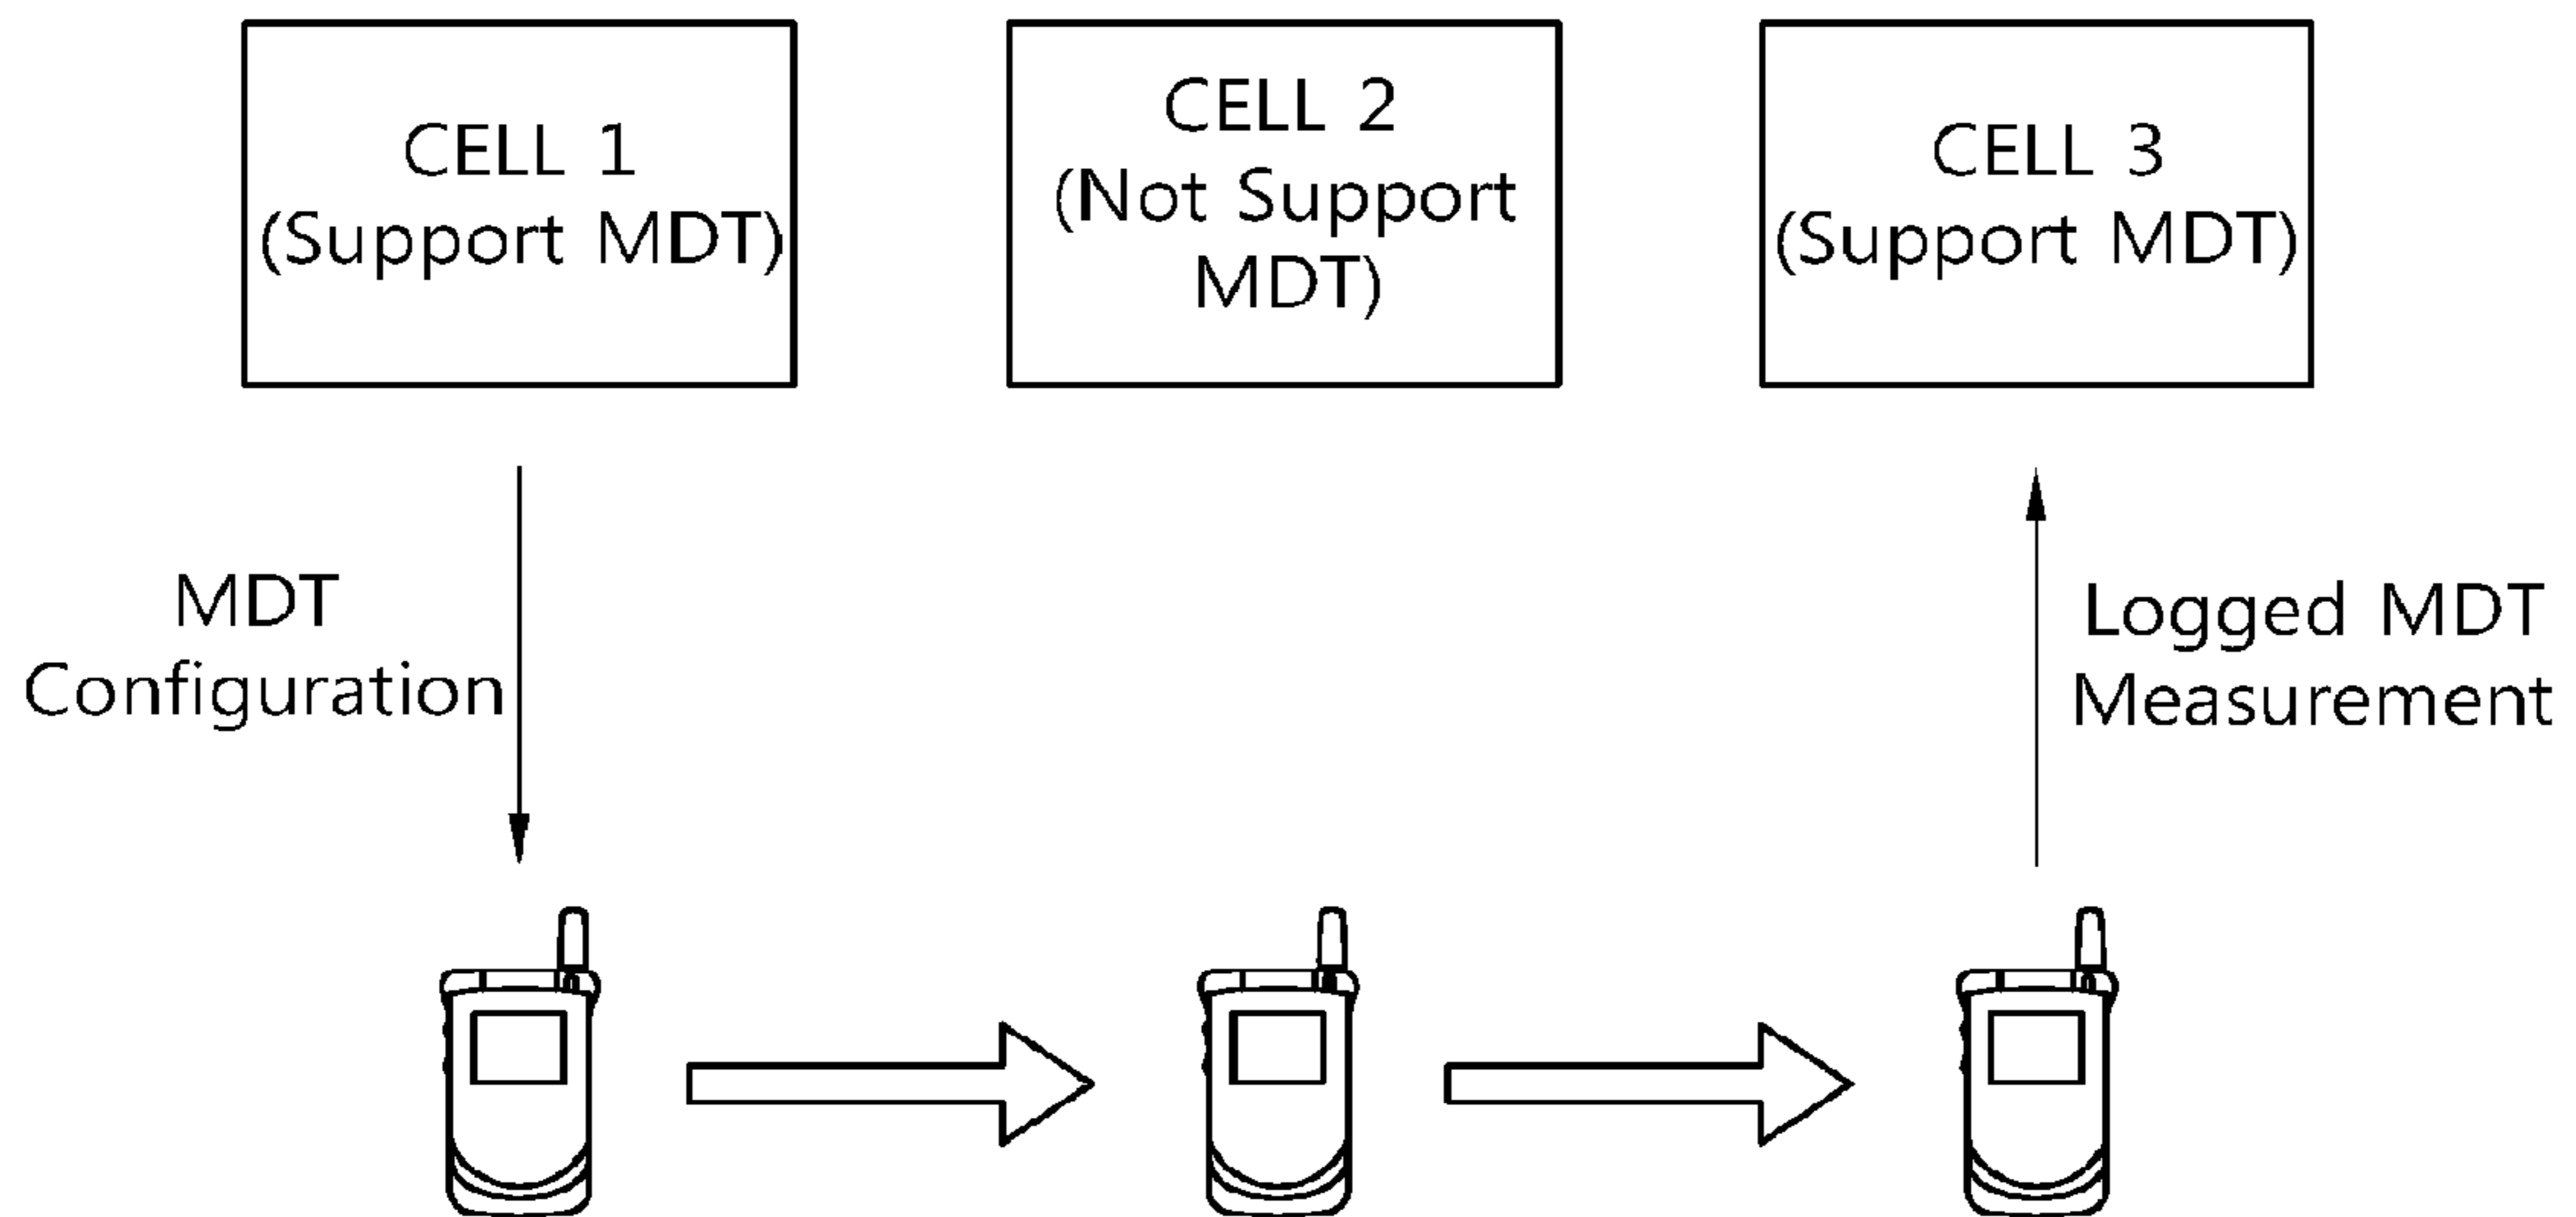 CELL 1
(Support MDT)
CELL 2
(Not Support
MDT)
CELL 3
(Support MDT)
MDT
Configuration
Logged MDT
Measurement